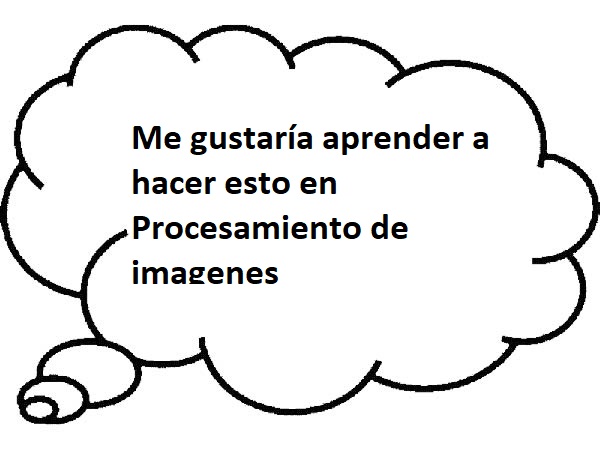 Me gustaría aprender a
hacer esto en
Procesamiento de
imagenes